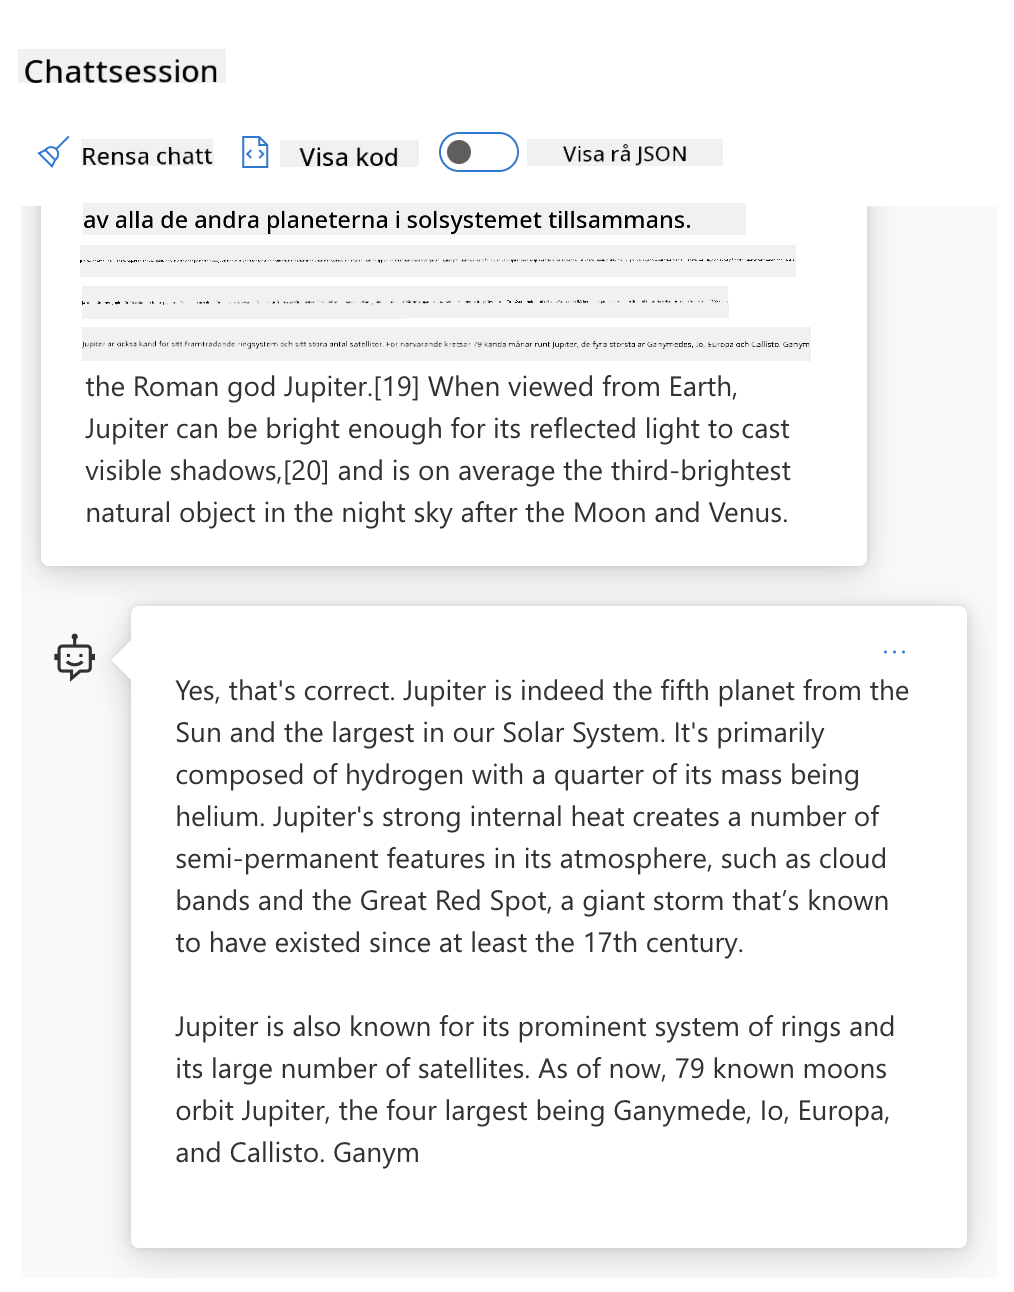 Chattsession
Rensa chatt
Visa kod
Visa rå JSON
av alla de andra planeterna i solsystemet tillsammans.
Jupiter är också känd för sitt framträdande ringsystem och sitt stora antal satelliter. För närvarande kretsar 79 kända månar runt Jupiter, de fyra största är Ganymedes, Io, Europa och Callisto. Ganym
the Roman god Jupiter.[19] When viewed from Earth,
Jupiter can be bright enough for its reflected light to cast
visible shadows,[20] and is on average the third-brightest
natural object in the night sky after the Moon and Venus.
...
Yes, that's correct. Jupiter is indeed the fifth planet from the
Sun and the largest in our Solar System. It's primarily
composed of hydrogen with a quarter of its mass being
helium. Jupiter's strong internal heat creates a number of
semi-permanent features in its atmosphere, such as cloud
bands and the Great Red Spot, a giant storm that’s known
to have existed since at least the 17th century.
Jupiter is also known for its prominent system of rings and
its large number of satellites. As of now, 79 known moons
orbit Jupiter, the four largest being Ganymede, Io, Europa,
and Callisto. Ganym